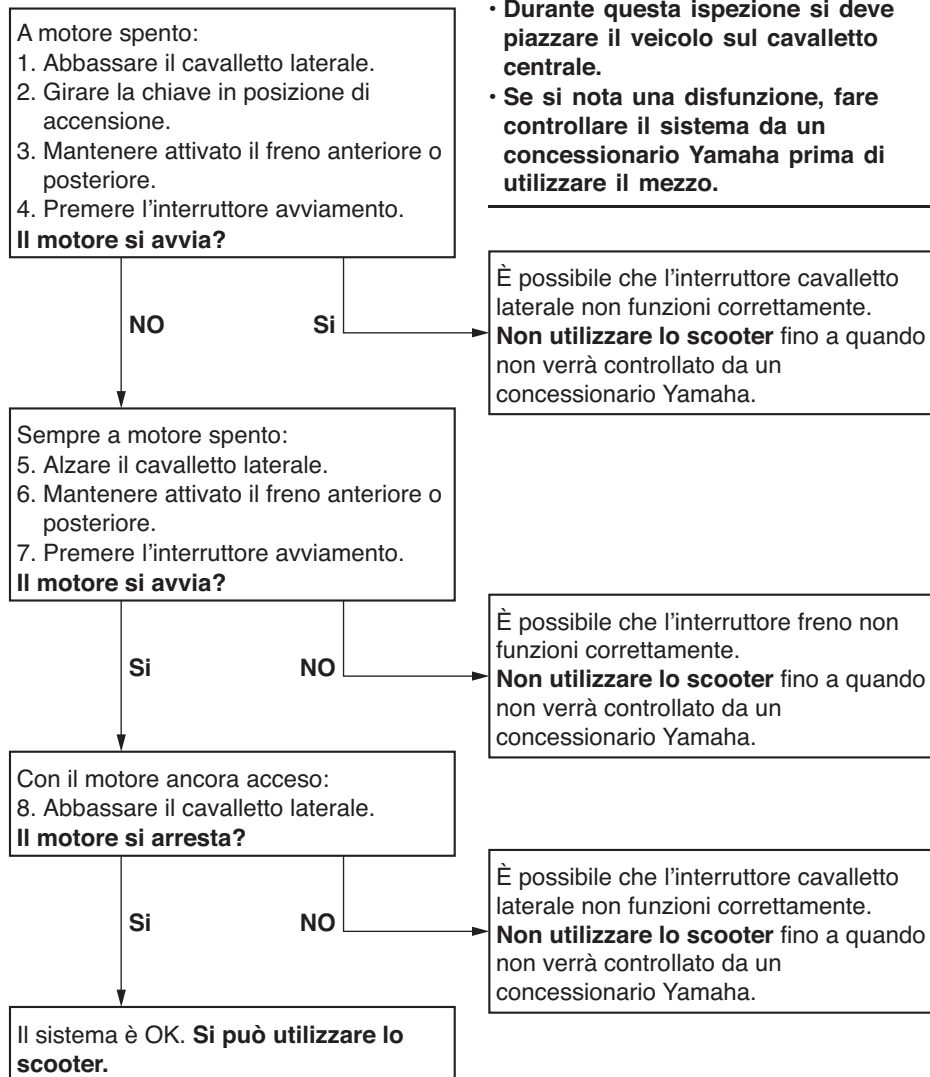 A motore spento:
1. Abbassare il cavalletto laterale.
2. Girare la chiave in posizione di
accensione.
3. Mantenere attivato il freno anteriore o
posteriore.
4. Premere l’interruttore avviamento.
Il motore si avvia?
• Durante questa ispezione si deve
piazzare il veicolo sul cavalletto
centrale.
• Se si nota una disfunzione, fare
controllare il sistema da un
concessionario Yamaha prima di
utilizzare il mezzo.
NO
Si
È possibile che l’interruttore cavalletto
laterale non funzioni correttamente.
Non utilizzare lo scooter fino a quando
non verrà controllato da un
concessionario Yamaha.
Sempre a motore spento:
5. Alzare il cavalletto laterale.
6. Mantenere attivato il freno anteriore o
posteriore.
7. Premere l’interruttore avviamento.
Il motore si avvia?
Si
NO
È possibile che l’interruttore freno non
funzioni correttamente.
Non utilizzare lo scooter fino a quando
non verrà controllato da un
concessionario Yamaha.
Con il motore ancora acceso:
8. Abbassare il cavalletto laterale.
Il motore si arresta?
Si
NO
È possibile che l’interruttore cavalletto
laterale non funzioni correttamente.
Non utilizzare lo scooter fino a quando
non verrà controllato da un
concessionario Yamaha.
Il sistema è OK. Si può utilizzare lo
scooter.